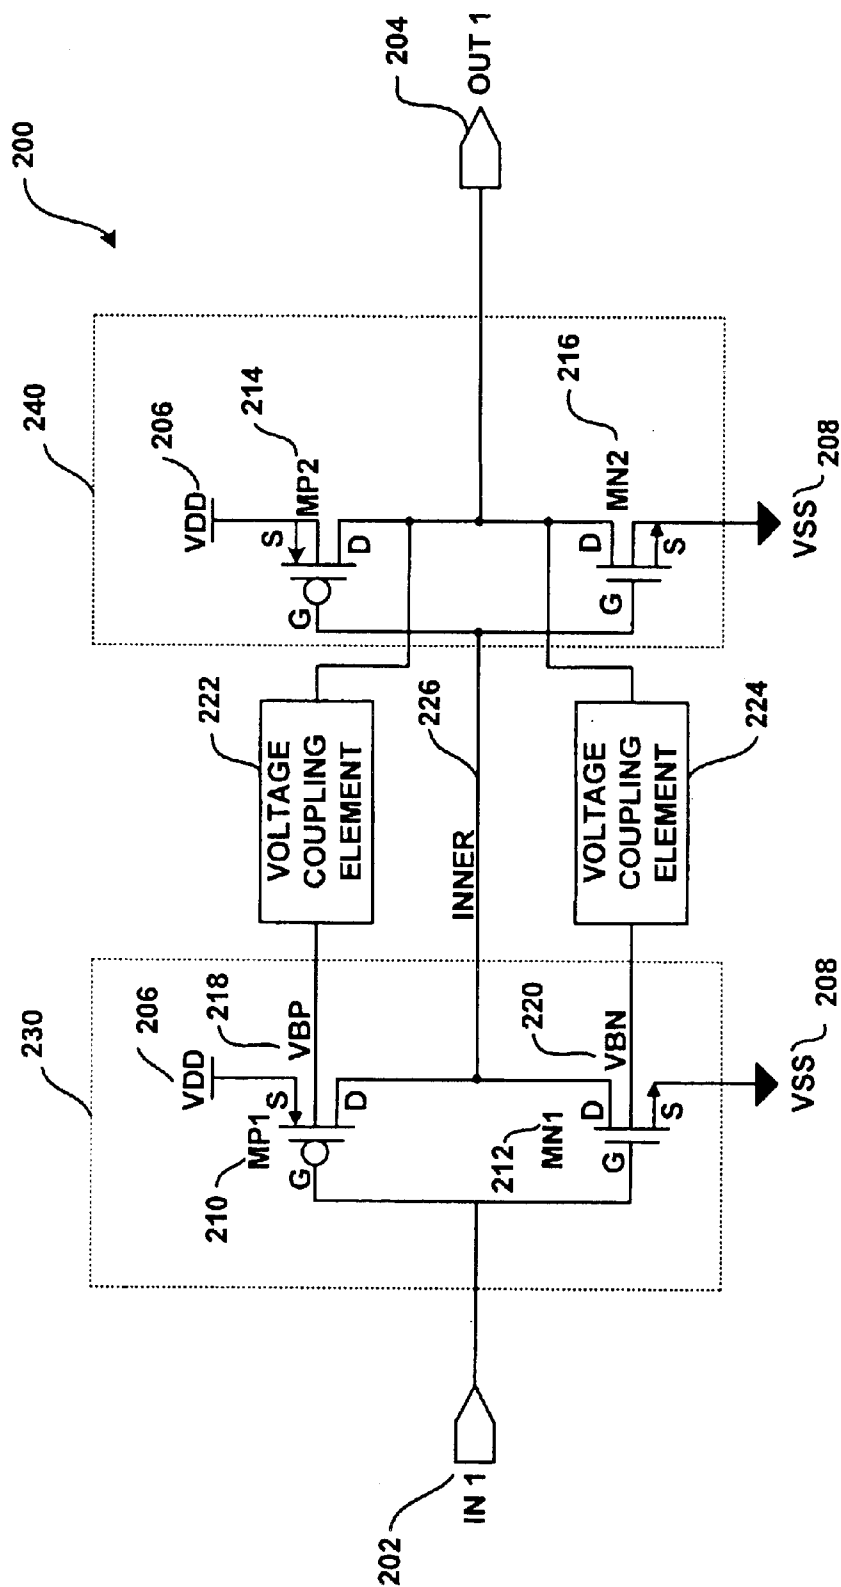 200
230
240
206
VDD
S
210
MP1
G
D
218
VBP
222
VOLTAGE
COUPLING
ELEMENT
206
VDD
S
214
MP2
G
D
202
IN 1
INNER
226
204
OUT 1
212
MN1
G
D
S
220
VBN
224
VOLTAGE
COUPLING
ELEMENT
216
MN2
G
D
S
VSS
208
VSS
208